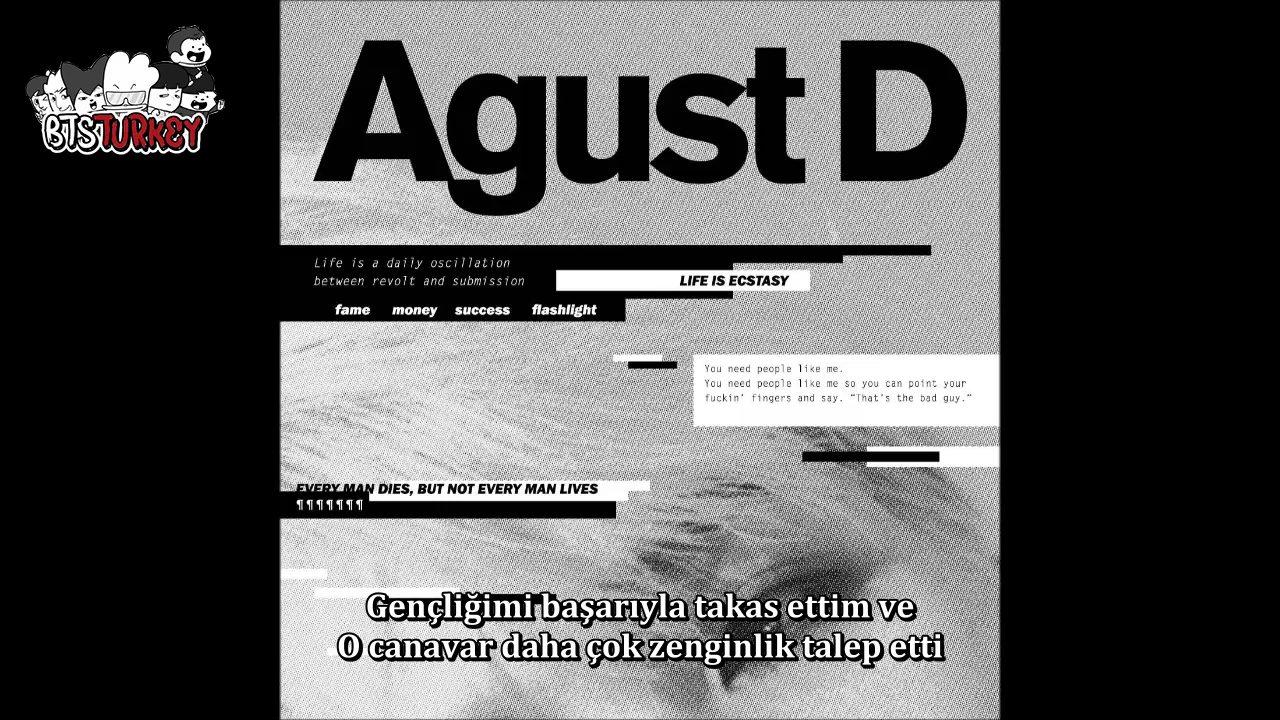 BTSTURKEY
Agust D
Life is a daily oscillation
between revolt and submission
LIFE IS ECSTASY
fame money success flashlight
You need people like me.
You need people like me so you can point your
fuckin' fingers and say. “That's the bad guy.”
EVERY MAN DIES, BUT NOT EVERY MAN LIVES
¶¶¶¶¶¶¶
Gençliğimi başarıyla takas ettim ve
O canavar daha çok zenginlik talep etti